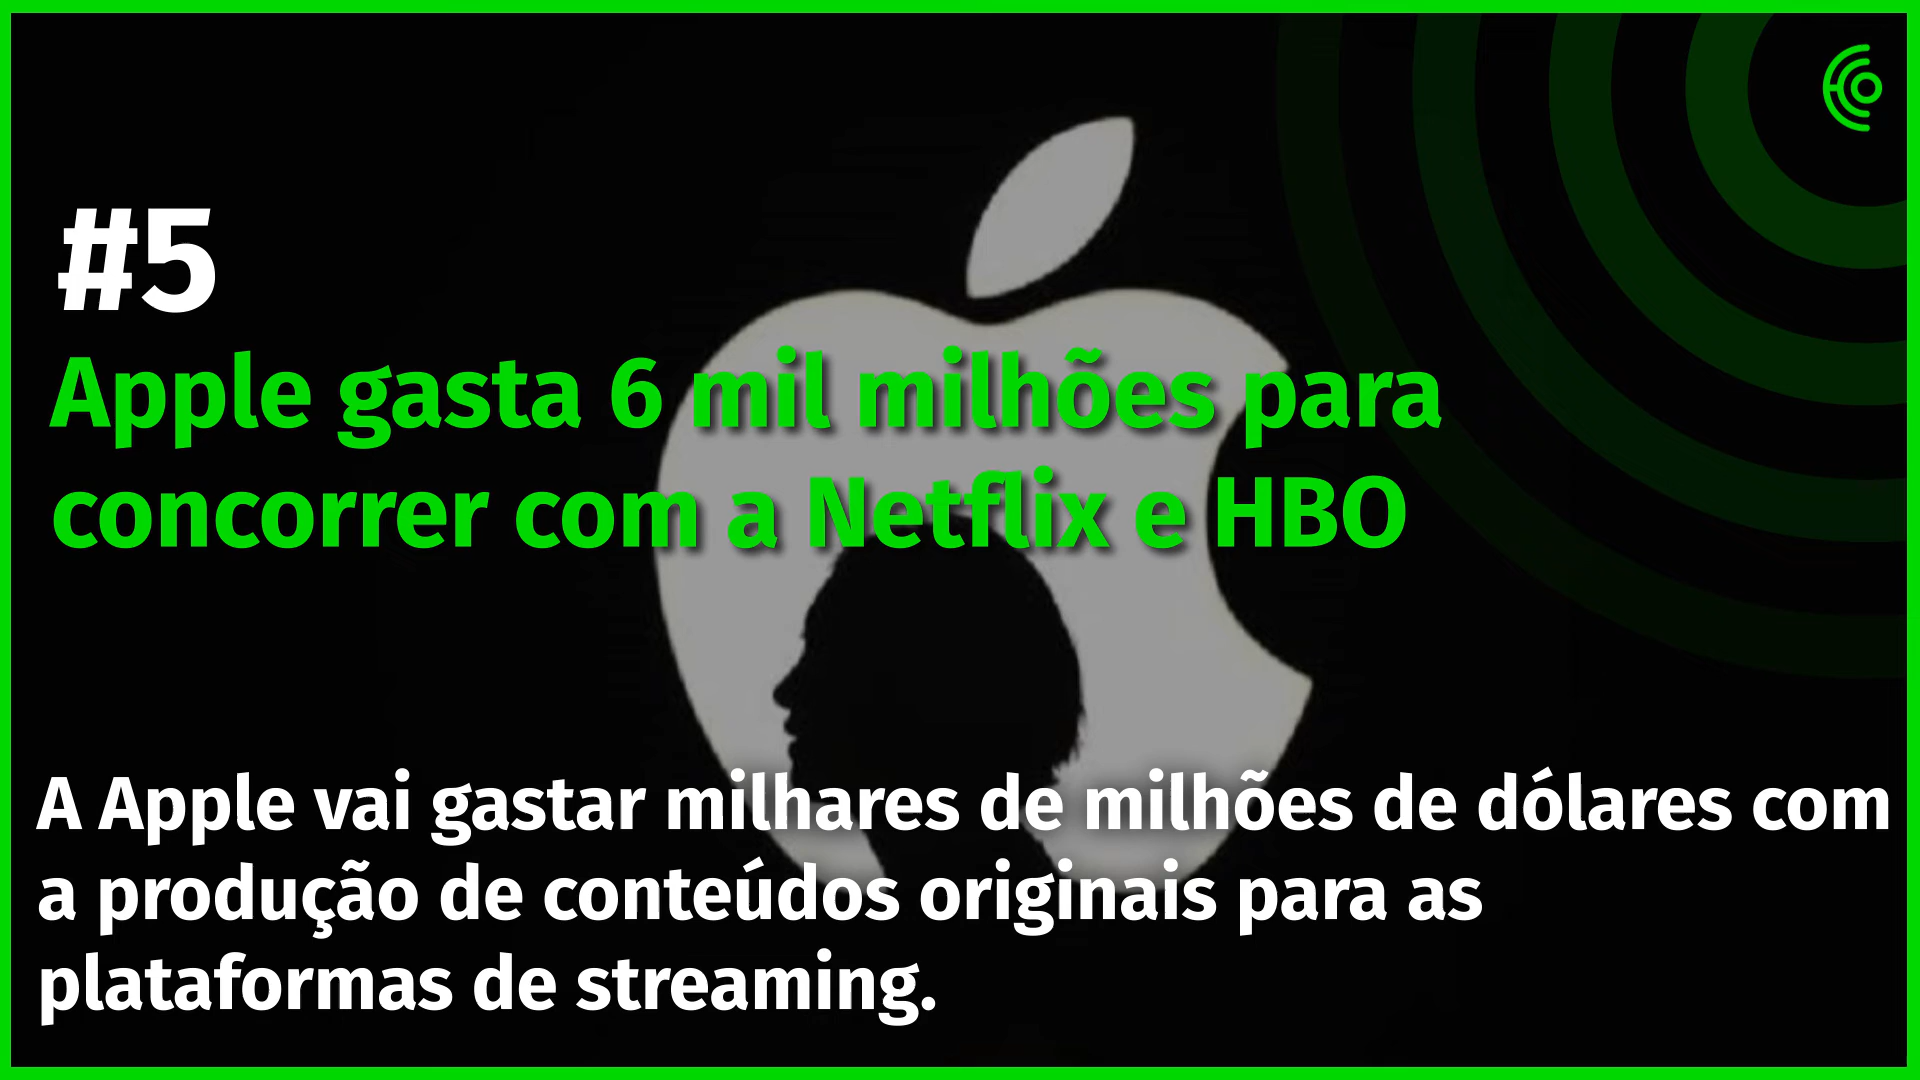 #5
Apple gasta 6 mil milhões para
concorrer com a Netflix e HBO
A Apple vai gastar milhares de milhões de dólares com
a produção de conteúdos originais para as
plataformas de streaming.